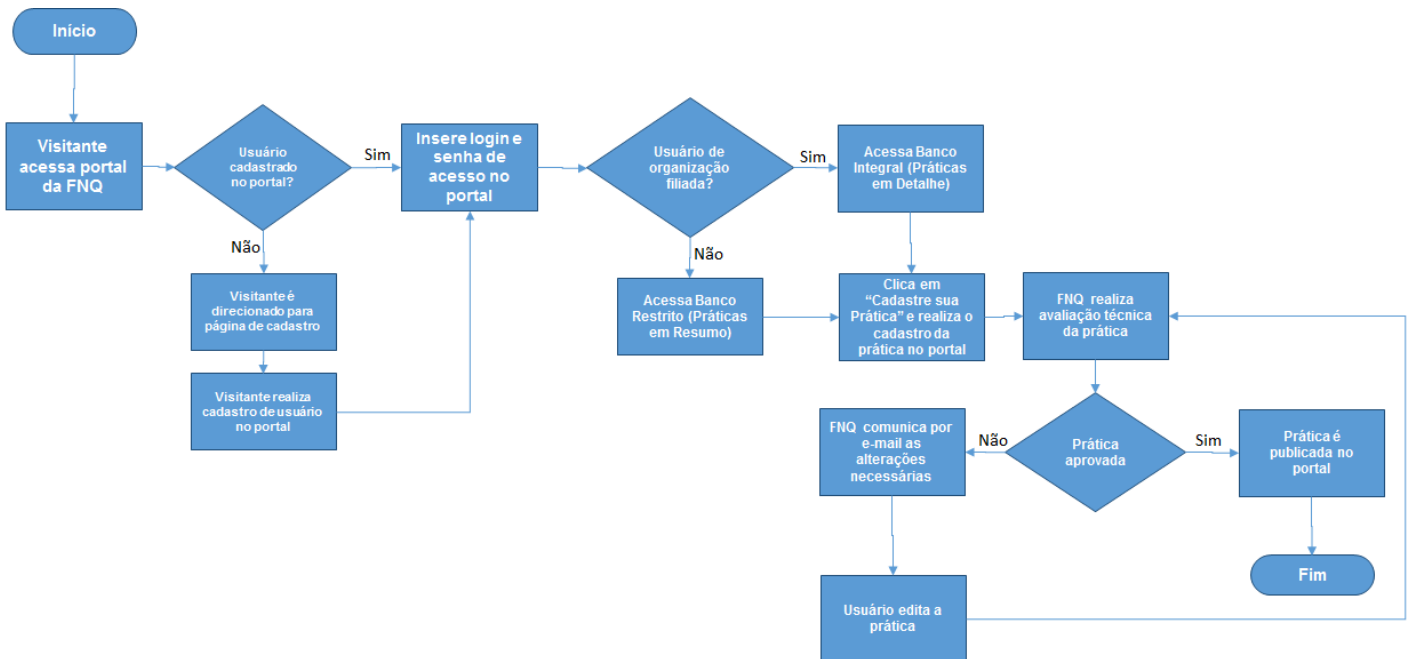 Início
Visitante
acessa portal
da FNQ
Usuário
cadastrado
no portal?
Sim
Não
Visitante é
direcionado para
página de cadastro
Visitante realiza
cadastro de usuário
no portal
Insere login e
senha de
acesso no
portal
Usuário de
organização
filiada?
Sim
Não
Acessa Banco
Integral (Práticas
em Detalhe)
Acessa Banco
Restrito (Práticas
em Resumo)
Clica em
“Cadastre sua
Prática” e realiza o
cadastro da
prática no portal
FNQ realiza
avaliação técnica
da prática
Prática
aprovada
Não
Sim
FNQ comunica por
e-mail as
alterações
necessárias
Usuário edita a
prática
Prática é
publicada no
portal
Fim